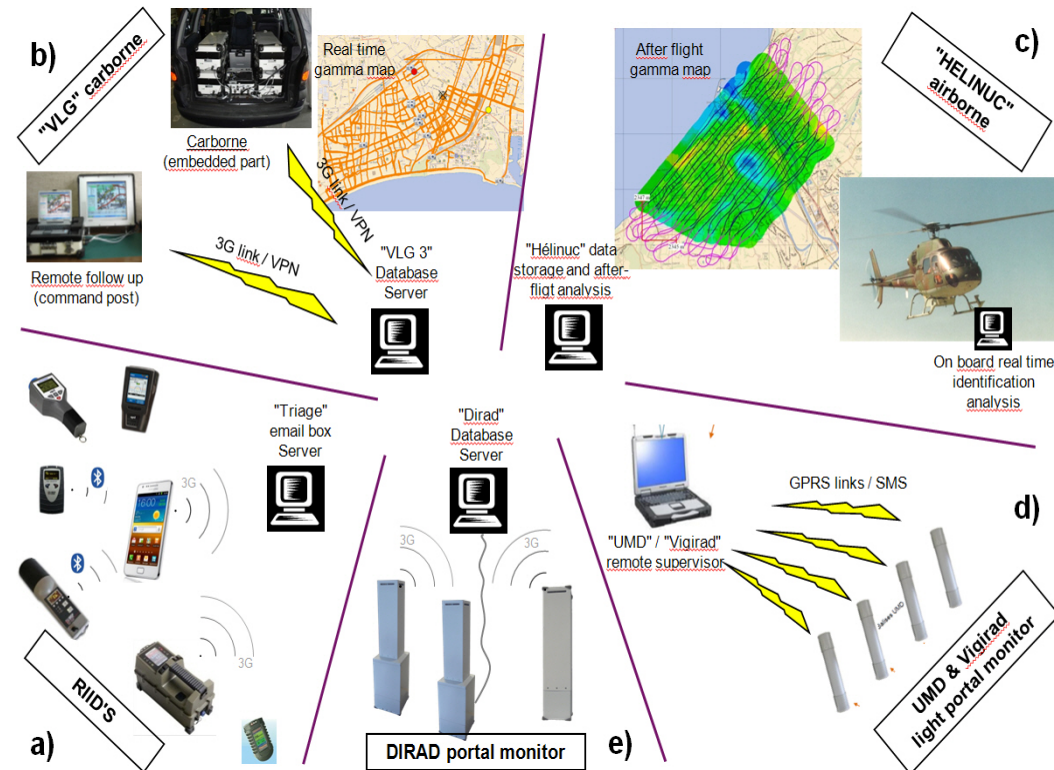 b)
"VLG" carborne
Carborne
(embedded part)
Real time
gamma map
3G link / VPN
3G link / VPN
Remote follow up
(command post)
"VLG 3"
Database
Server
c)
"HELINUC"
airborne
After flight
gamma map
"Hélinuc" data
storage and after-
fligt analysis
On board real time
identification
analysis
a)
RIID'S
"Triage"
email box
Server
3G
3G
"Dirad"
Database
Server
3G
3G
DIRAD portal monitor
e)
d)
"UMD" / "Vigirad"
remote supervisor
GPRS links / SMS
Balises UMD
UMD & Vigirad
light portal monitor